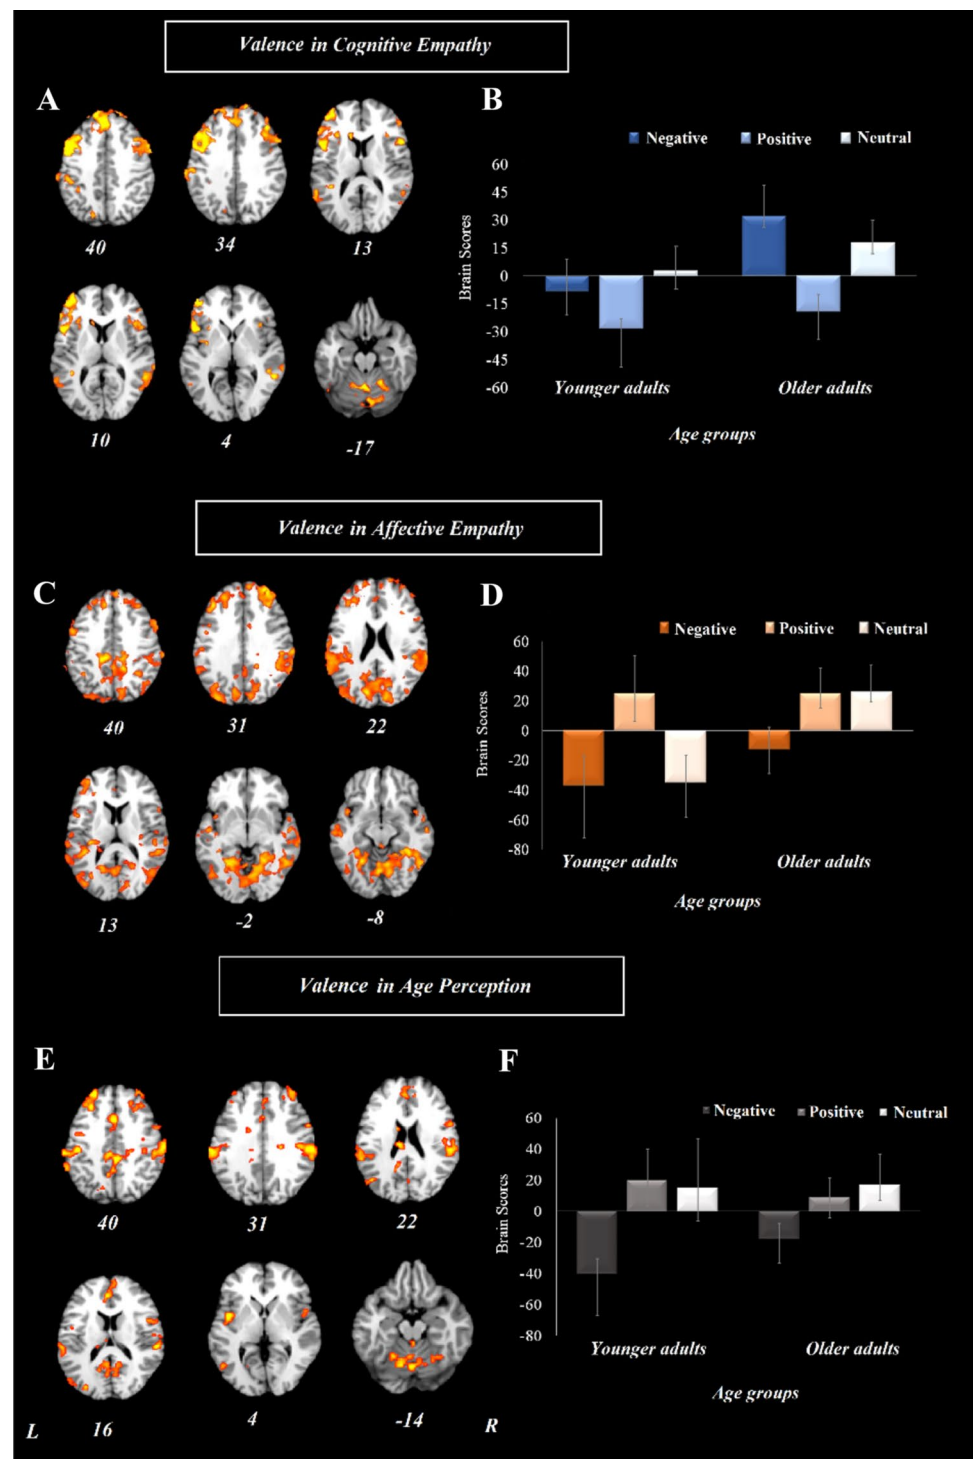 Valence in Cognitive Empathy
A
40
34
13
10
4
-17
B
Negative Positive Neutral
60
45
30
15
0
-15
-30
-45
-60
Brain Scores
Younger adults Older adults
Age groups
Valence in Affective Empathy
C
40
31
22
13
-2
-8
D
Negative Positive Neutral
60
40
20
0
-20
-40
-60
-80
Brain Scores
Younger adults Older adults
Age groups
Valence in Age Perception
E
40
31
22
16
4
-14
L
R
F
Negative Positive Neutral
60
40
20
0
-20
-40
-60
-80
Brain Scores
Younger adults Older adults
Age groups